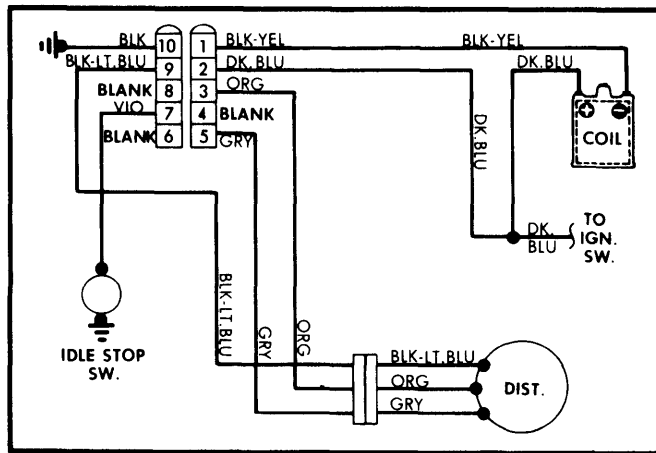 BLK 10 1 BLK-YEL BLK-YEL
BLK-LT.BLU 9 2 DK.BLU DK.BLU
BLANK 8 3 ORG
VIO 7 4 BLANK
BLANK 6 5 GRY
+ -
COIL
DK.BLU
DK.
BLU
TO
IGN.
SW.
IDLE STOP
SW.
BLK-LT.BLU
GRY
ORG
BLK-LT.BLU
ORG
GRY
DIST.